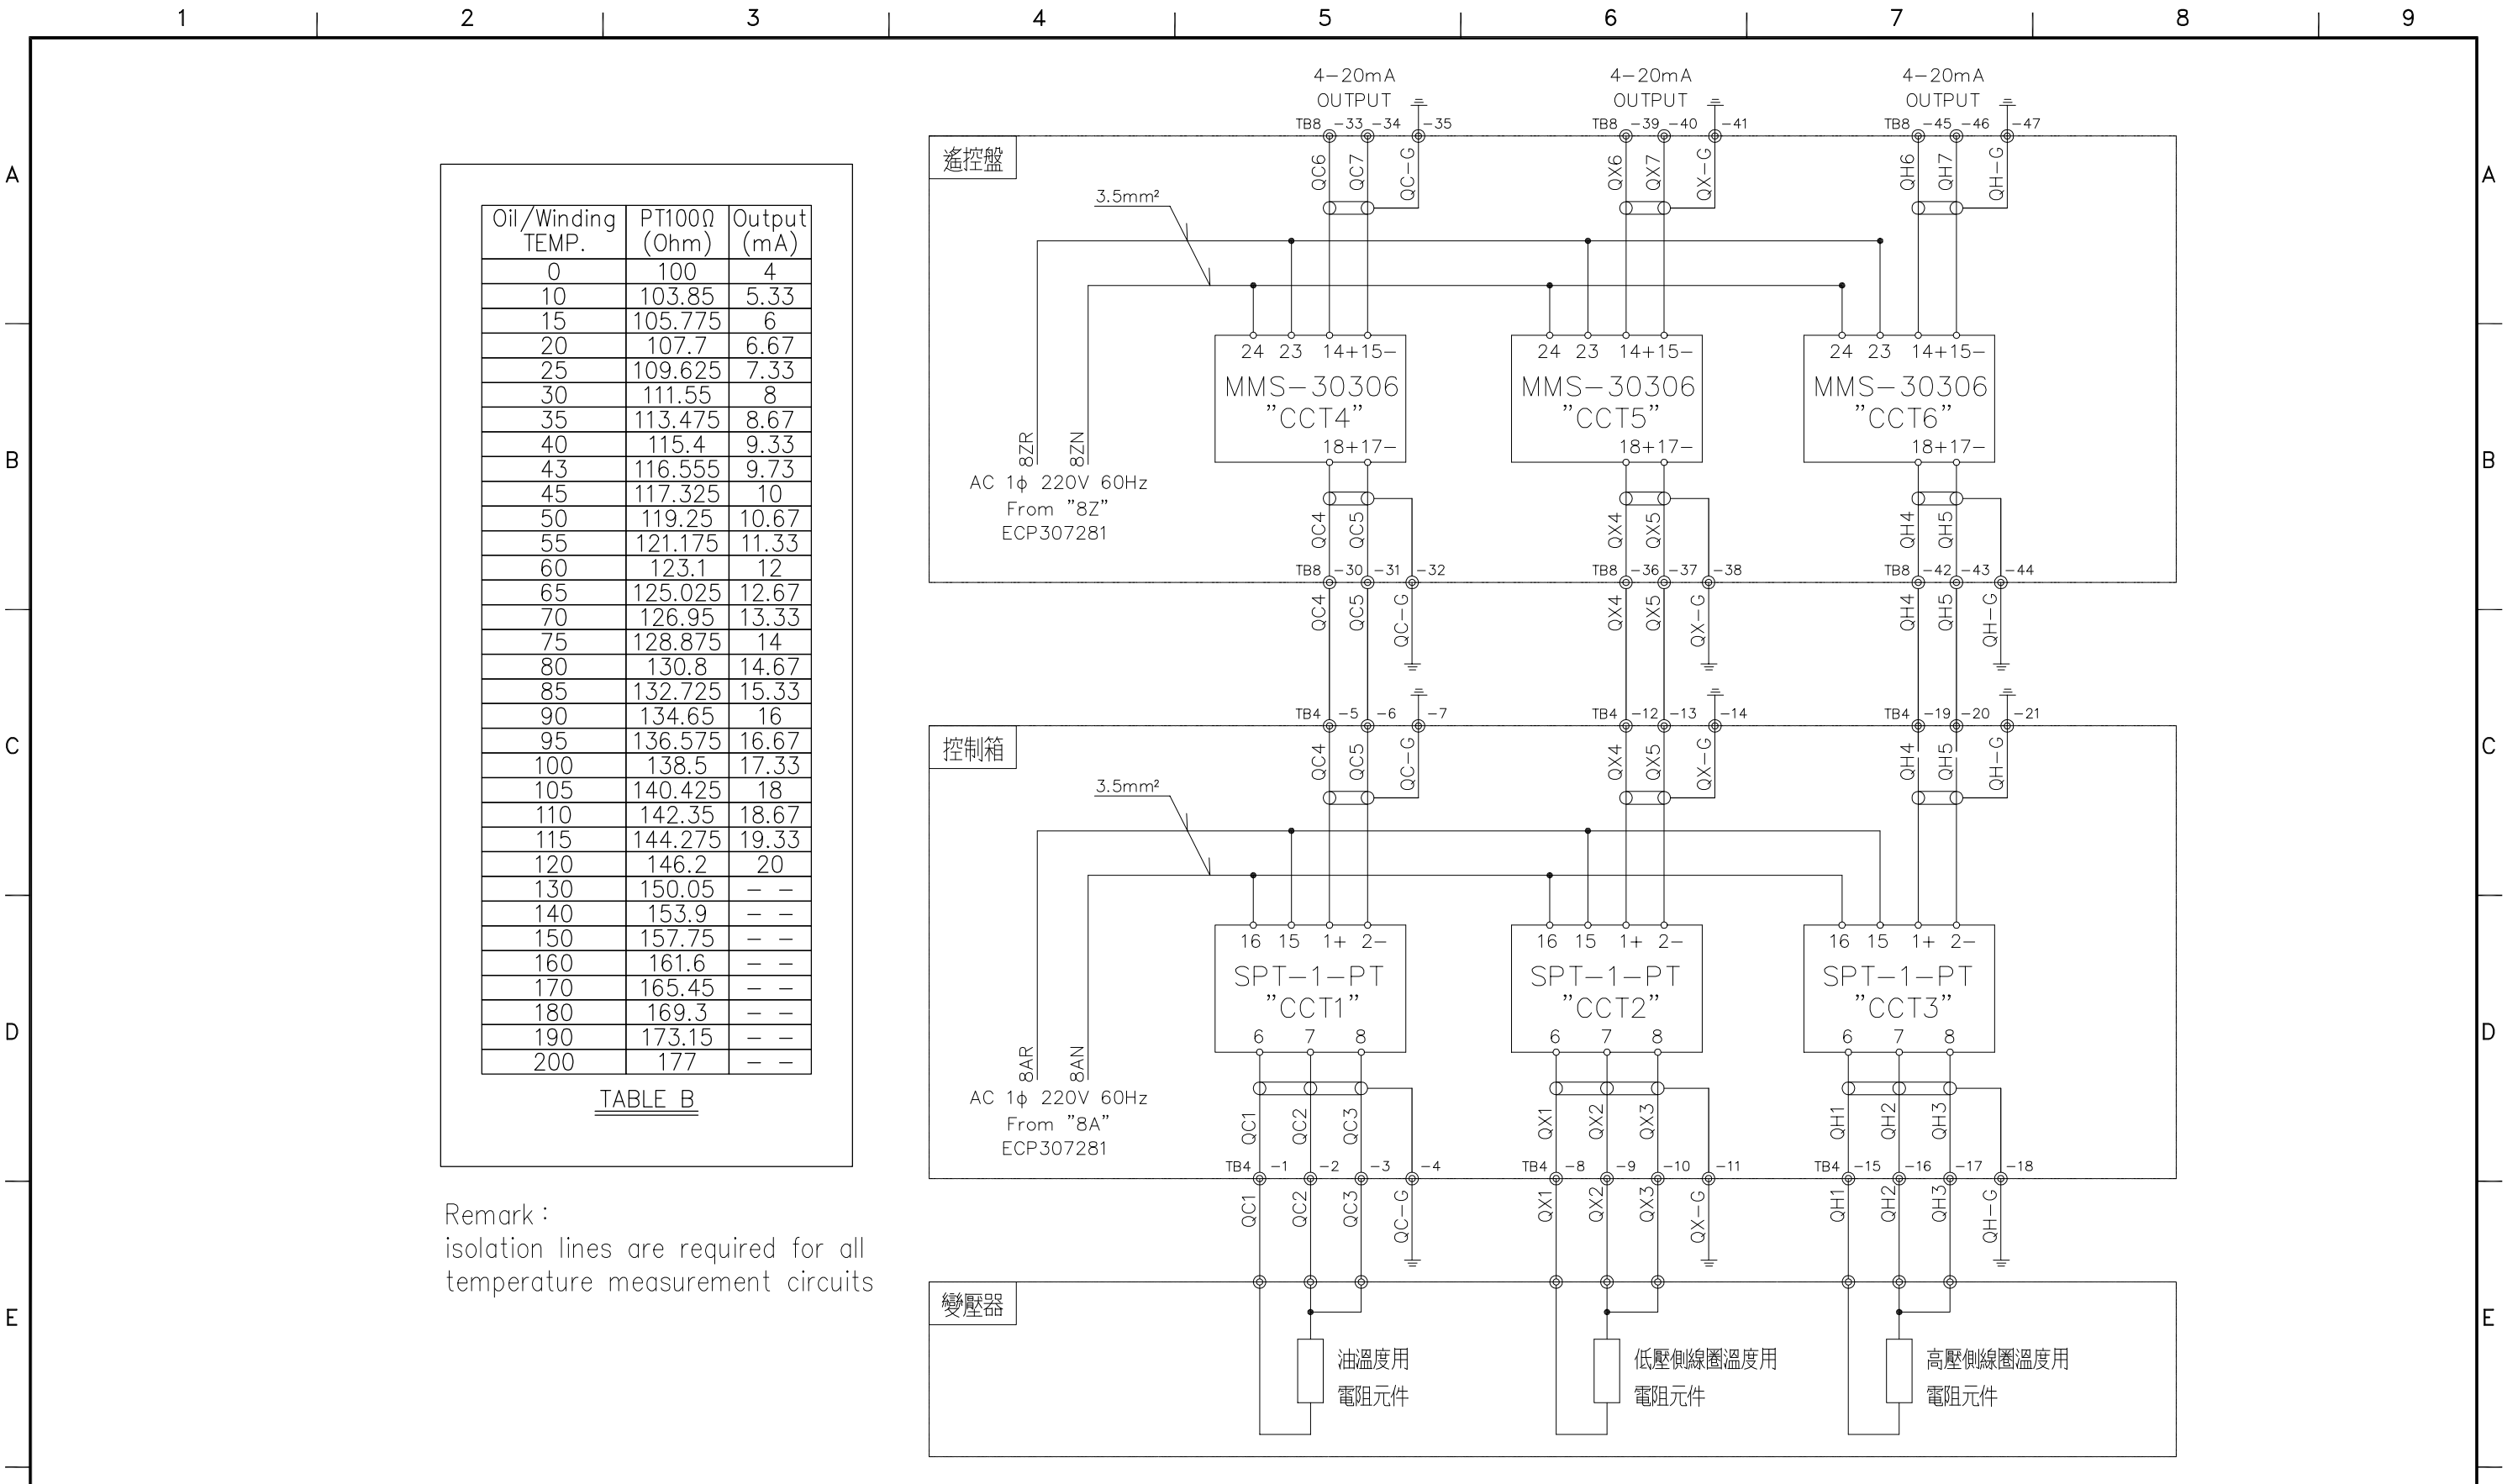 1 2 3 4 5 6 7 8 9
A A
B B
C C
D D
E E
Oil/Winding TEMP. PT100Ω (Ohm) Output (mA)
0 100 4
10 103.85 5.33
15 105.775 6
20 107.7 6.67
25 109.625 7.33
30 111.55 8
35 113.475 8.67
40 115.4 9.33
43 116.555 9.73
45 117.325 10
50 119.25 10.67
55 121.175 11.33
60 123.1 12
65 125.025 12.67
70 126.95 13.33
75 128.875 14
80 130.8 14.67
85 132.725 15.33
90 134.65 16
95 136.575 16.67
100 138.5 17.33
105 140.425 18
110 142.35 18.67
115 144.275 19.33
120 146.2 20
130 150.05 – –
140 153.9 – –
150 157.75 – –
160 161.6 – –
170 165.45 – –
180 169.3 – –
190 173.15 – –
200 177 – –
TABLE B
Remark :
isolation lines are required for all
temperature measurement circuits
4-20mA 4-20mA 4-20mA
OUTPUT OUTPUT OUTPUT
TB8 -33 -34 -35 TB8 -39 -40 -41 TB8 -45 -46 -47
遙控盤
QC6 QC7 QC-G QX6 QX7 QX-G QH6 QH7 QH-G
3.5mm²
24 23 14+15- 24 23 14+15- 24 23 14+15-
MMS-30306 MMS-30306 MMS-30306
"CCT4" "CCT5" "CCT6"
18+17- 18+17- 18+17-
8ZR 8ZN
AC 1φ 220V 60Hz
From "8Z"
ECP307281
QC4 QC5 QX4 QX5 QH4 QH5
TB8 -30 -31 -32 TB8 -36 -37 -38 TB8 -42 -43 -44
QC4 QC5 QC-G QX4 QX5 QX-G QH4 QH5 QH-G
TB4 -5 -6 -7 TB4 -12 -13 -14 TB4 -19 -20 -21
控制箱
QC4 QC5 QC-G QX4 QX5 QX-G QH4 QH5 QH-G
3.5mm²
16 15 1+ 2- 16 15 1+ 2- 16 15 1+ 2-
SPT-1-PT SPT-1-PT SPT-1-PT
"CCT1" "CCT2" "CCT3"
6 7 8 6 7 8 6 7 8
8AR 8AN
AC 1φ 220V 60Hz
From "8A"
ECP307281
QC1 QC2 QC3 QX1 QX2 QX3 QH1 QH2 QH3
TB4 -1 -2 -3 -4 TB4 -8 -9 -10 -11 TB4 -15 -16 -17 -18
QC1 QC2 QC3 QC-G QX1 QX2 QX3 QX-G QH1 QH2 QH3 QH-G
變壓器
油溫度用
電阻元件
低壓側線圈溫度用
電阻元件
高壓側線圈溫度用
電阻元件